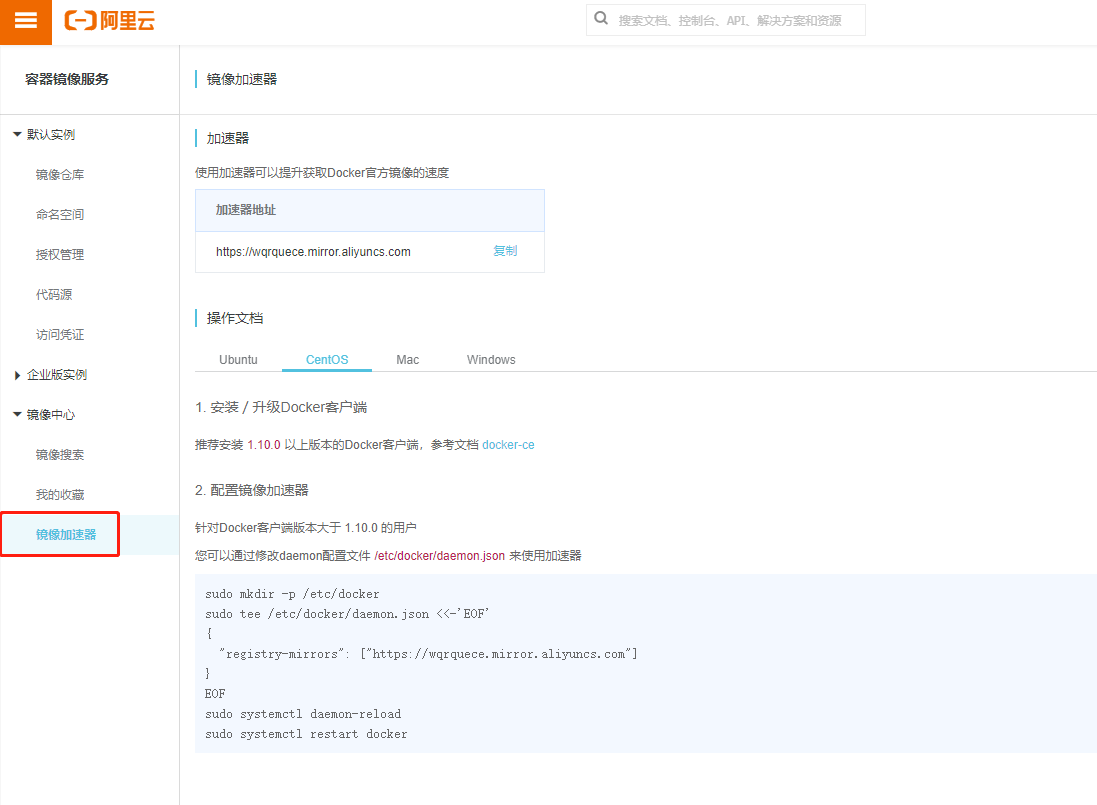 阿里云
搜索文档、控制台、API、解决方案和资源
容器镜像服务
默认实例
镜像仓库
命名空间
授权管理
代码源
访问凭证
企业版实例
镜像中心
镜像搜索
我的收藏
镜像加速器
镜像加速器
加速器
使用加速器可以提升获取Docker官方镜像的速度
加速器地址
https://wqrquece.mirror.aliyuncs.com 复制
操作文档
Ubuntu CentOS Mac Windows
1. 安装 / 升级Docker客户端
推荐安装 1.10.0 以上版本的Docker客户端，参考文档 docker-ce
2. 配置镜像加速器
针对Docker客户端版本大于 1.10.0 的用户
您可以通过修改daemon配置文件 /etc/docker/daemon.json 来使用加速器
sudo mkdir -p /etc/docker
sudo tee /etc/docker/daemon.json <<-'EOF'
{
  "registry-mirrors": ["https://wqrquece.mirror.aliyuncs.com"]
}
EOF
sudo systemctl daemon-reload
sudo systemctl restart docker